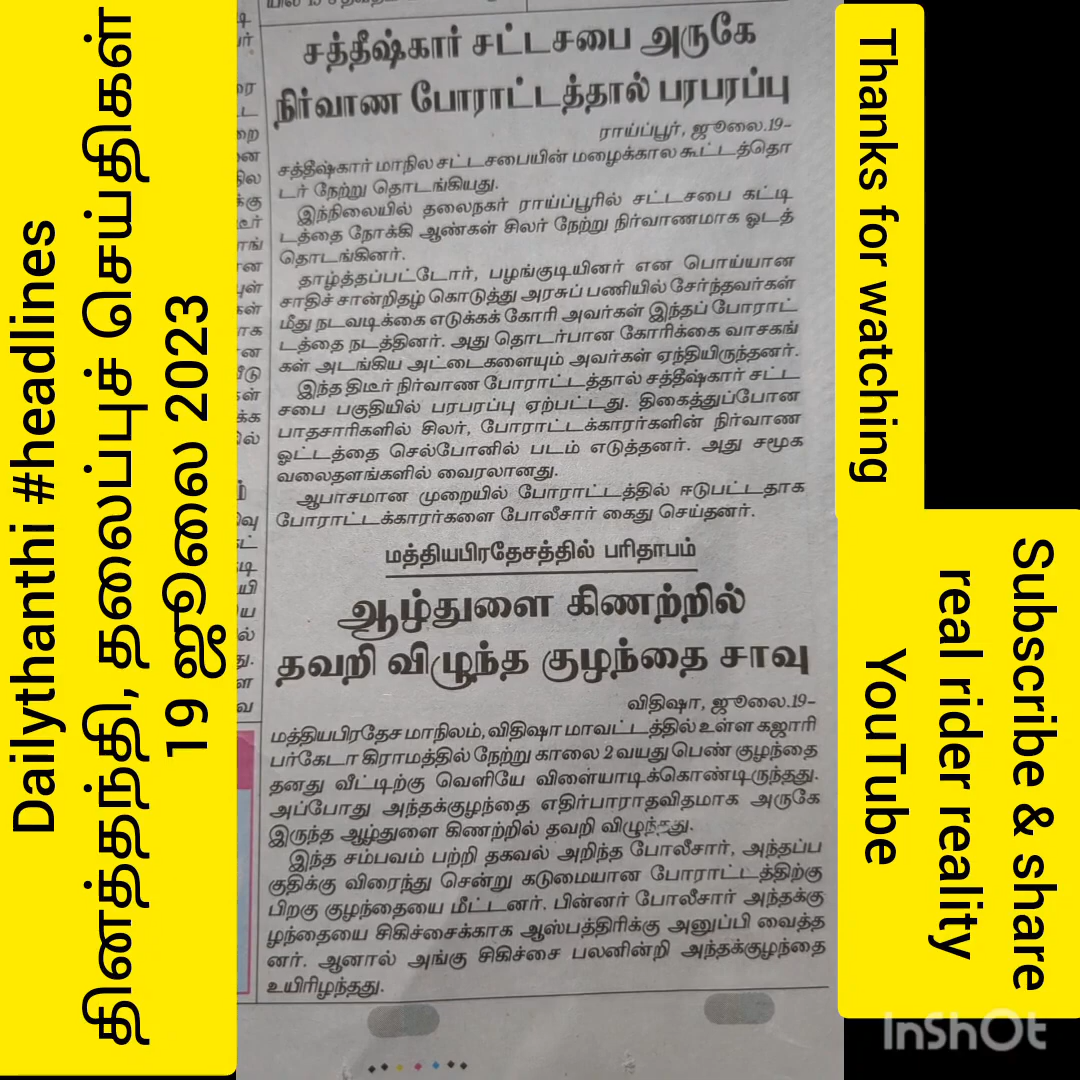 Dailythanthi #headlines
தினத்தந்தி, தலைப்புச் செய்திகள்
19 ஜூலை 2023
சத்தீஷ்கார் சட்டசபை அருகே
நிர்வாண போராட்டத்தால் பரபரப்பு
ராய்ப்பூர், ஜூலை.19-
சத்தீஷ்கார் மாநில சட்டசபையின் மழைக்கால கூட்டத்தொ
டர் நேற்று தொடங்கியது.
இந்நிலையில் தலைநகர் ராய்ப்பூரில் சட்டசபை கட்டி
டத்தை நோக்கி ஆண்கள் சிலர் நேற்று நிர்வாணமாக ஓடத்
தொடங்கினர்.
தாழ்த்தப்பட்டோர், பழங்குடியினர் என பொய்யான
சாதிச் சான்றிதழ் கொடுத்து அரசுப் பணியில் சேர்ந்தவர்கள்
மீது நடவடிக்கை எடுக்கக் கோரி அவர்கள் இந்தப் போராட்
டத்தை நடத்தினர். அது தொடர்பான கோரிக்கை வாசகங்
கள் அடங்கிய அட்டைகளையும் அவர்கள் ஏந்தியிருந்தனர்.
இந்த திடீர் நிர்வாண போராட்டத்தால் சத்தீஷ்கார் சட்ட
சபை பகுதியில் பரபரப்பு ஏற்பட்டது. திகைத்துப்போன
பாதசாரிகளில் சிலர், போராட்டக்காரர்களின் நிர்வாண
ஓட்டத்தை செல்போனில் படம் எடுத்தனர். அது சமூக
வலைதளங்களில் வைரலானது.
ஆபாசமான முறையில் போராட்டத்தில் ஈடுபட்டதாக
போராட்டக்காரர்களை போலீசார் கைது செய்தனர்.
மத்தியபிரதேசத்தில் பரிதாபம்
ஆழ்துளை கிணற்றில்
தவறி விழுந்த குழந்தை சாவு
விதிஷா, ஜூலை.19-
மத்தியபிரதேச மாநிலம், விதிஷா மாவட்டத்தில் உள்ள கஜாரி
பர்கேடா கிராமத்தில் நேற்று காலை 2 வயது பெண் குழந்தை
தனது வீட்டிற்கு வெளியே விளையாடிக்கொண்டிருந்தது.
அப்போது அந்தக்குழந்தை எதிர்பாராதவிதமாக அருகே
இருந்த ஆழ்துளை கிணற்றில் தவறி விழுந்தது.
இந்த சம்பவம் பற்றி தகவல் அறிந்த போலீசார், அந்தப்ப
குதிக்கு விரைந்து சென்று கடுமையான போராட்டத்திற்கு
பிறகு குழந்தையை மீட்டனர். பின்னர் போலீசார் அந்தக்கு
ழந்தையை சிகிச்சைக்காக ஆஸ்பத்திரிக்கு அனுப்பி வைத்த
னர். ஆனால் அங்கு சிகிச்சை பலனின்றி அந்தக்குழந்தை
உயிரிழந்தது.
Thanks for watching
Subscribe & share
real rider reality
YouTube
InShOt